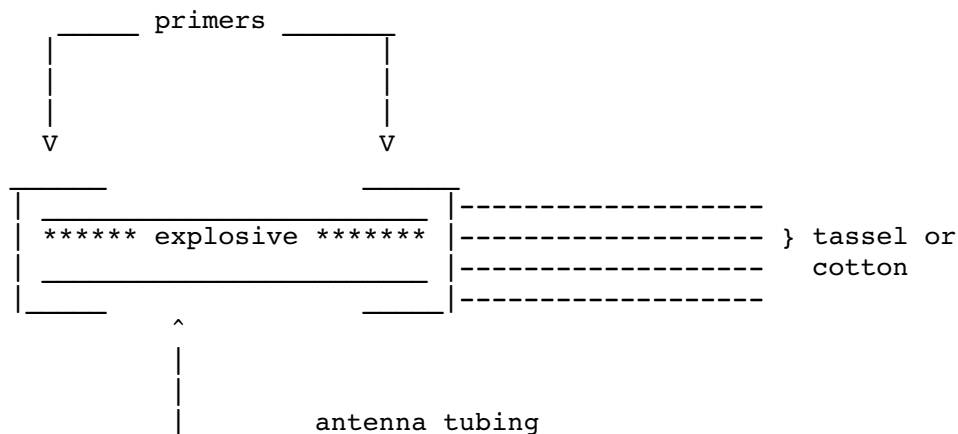 primers
****** explosive ******* } tassel or
cotton
antenna tubing